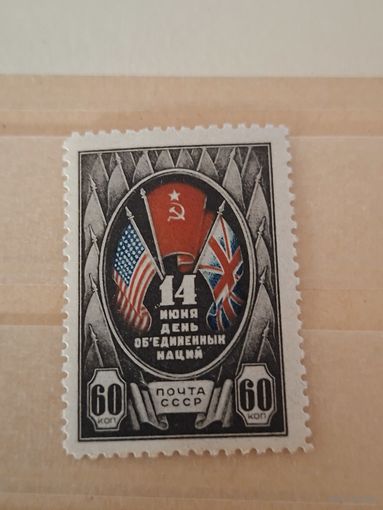 14
ИЮНЯ
ДЕНЬ
ОБ'ЕДИНЕННЫХ
НАЦИЙ
60
КОП
ПОЧТА
СССР
60
КОП